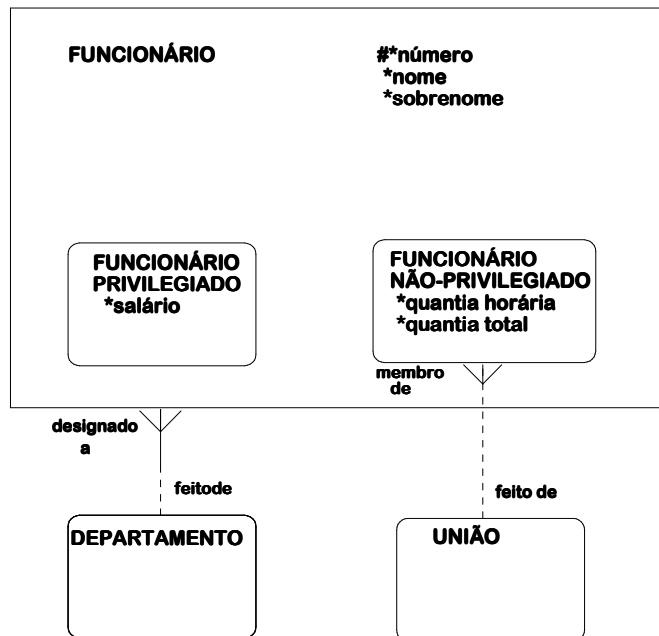 FUNCIONÁRIO
#*número
*nome
*sobrenome
FUNCIONÁRIO
PRIVILEGIADO
*salário
FUNCIONÁRIO
NÃO-PRIVILEGIADO
*quantia horária
*quantia total
membro
de
designado
a
feitode
feito de
DEPARTAMENTO
UNIÃO